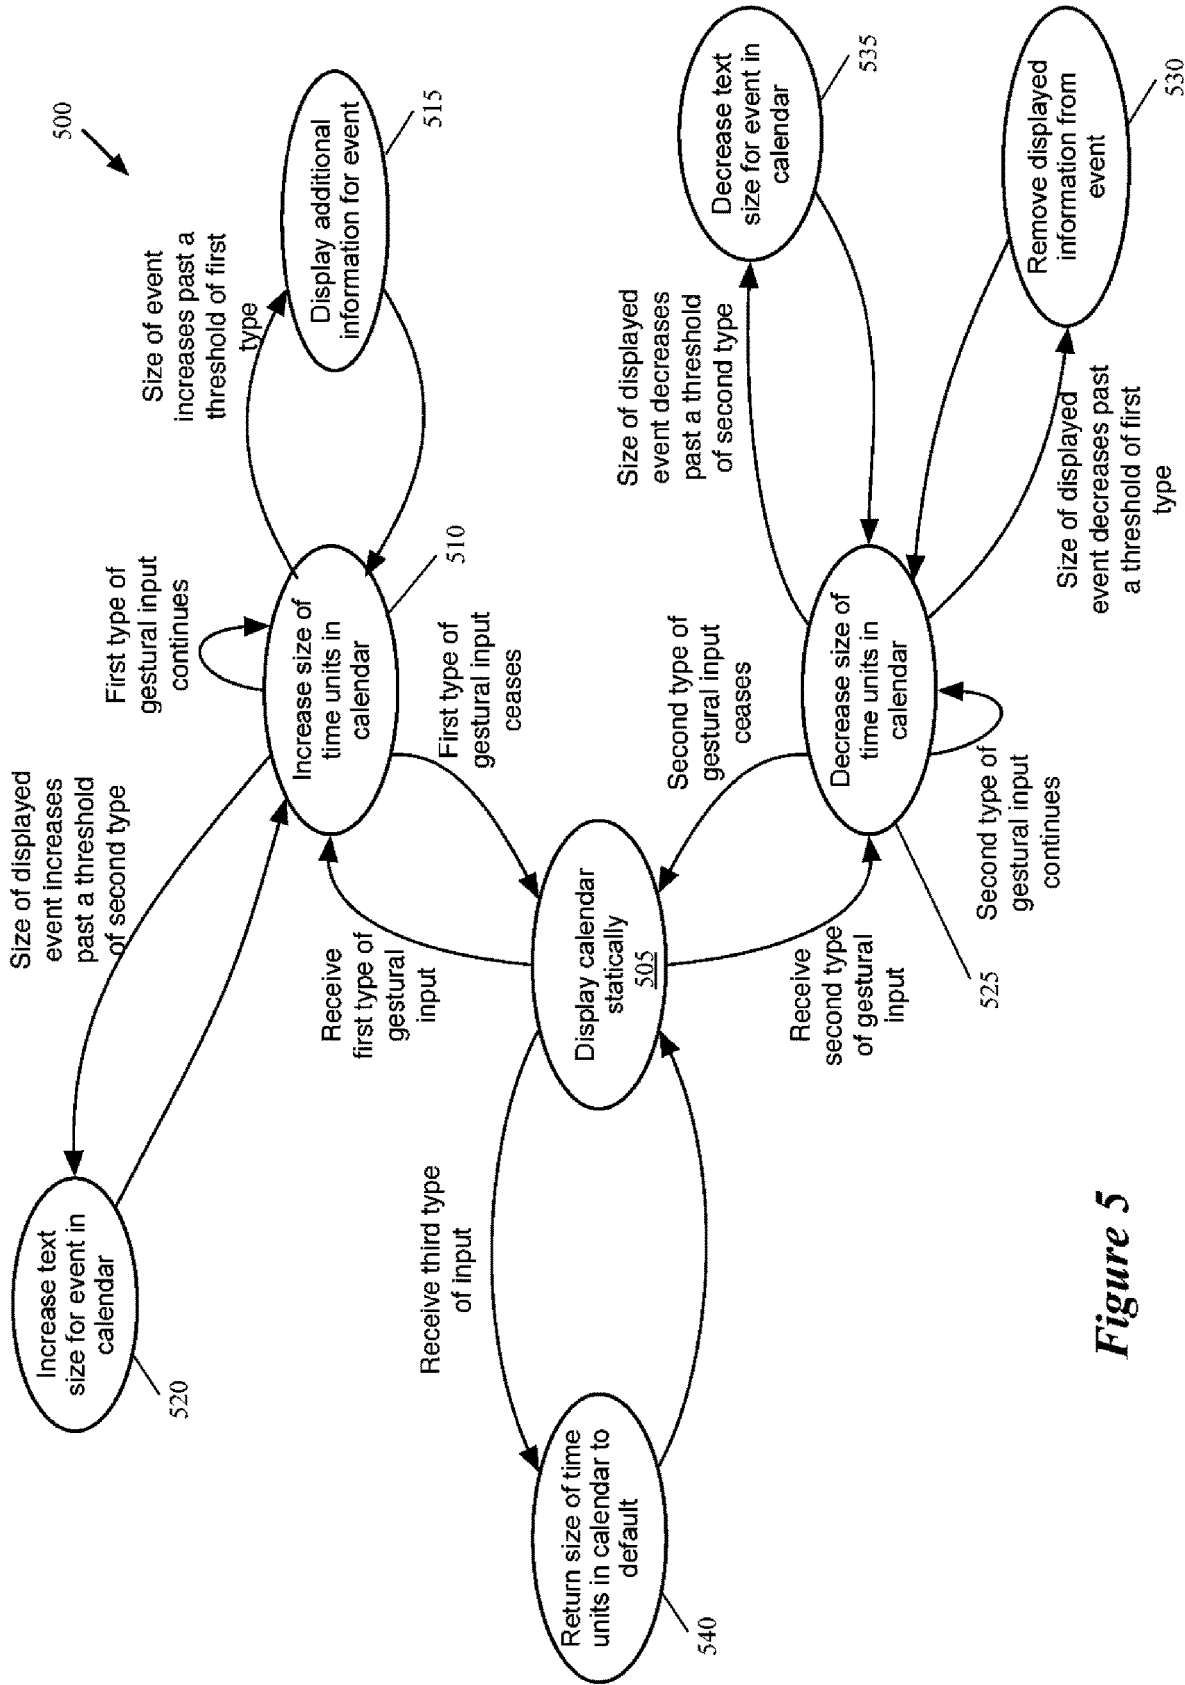 500
Size of displayed
event increases
past a threshold
of second type
First type of
gestural input
continues
Size of event
increases past a
threshold of first
type
Increase text
size for event in
calendar
520
Increase size of
time units in
calendar
510
Display additional
information for event
515
Receive
first type of
gestural
input
First type of
gestural input
ceases
Receive third type
of input
Return size of time
units in calendar to
default
540
Display calendar
statically
505
Size of displayed
event decreases
past a threshold
of second type
Decrease text
size for event in
calendar
535
Second type of
gestural input
ceases
Receive
second type
of gestural
input
Decrease size of
time units in
calendar
525
Second type of
gestural input
continues
Size of displayed
event decreases past
a threshold of first
type
Remove displayed
information from
event
530
Figure 5